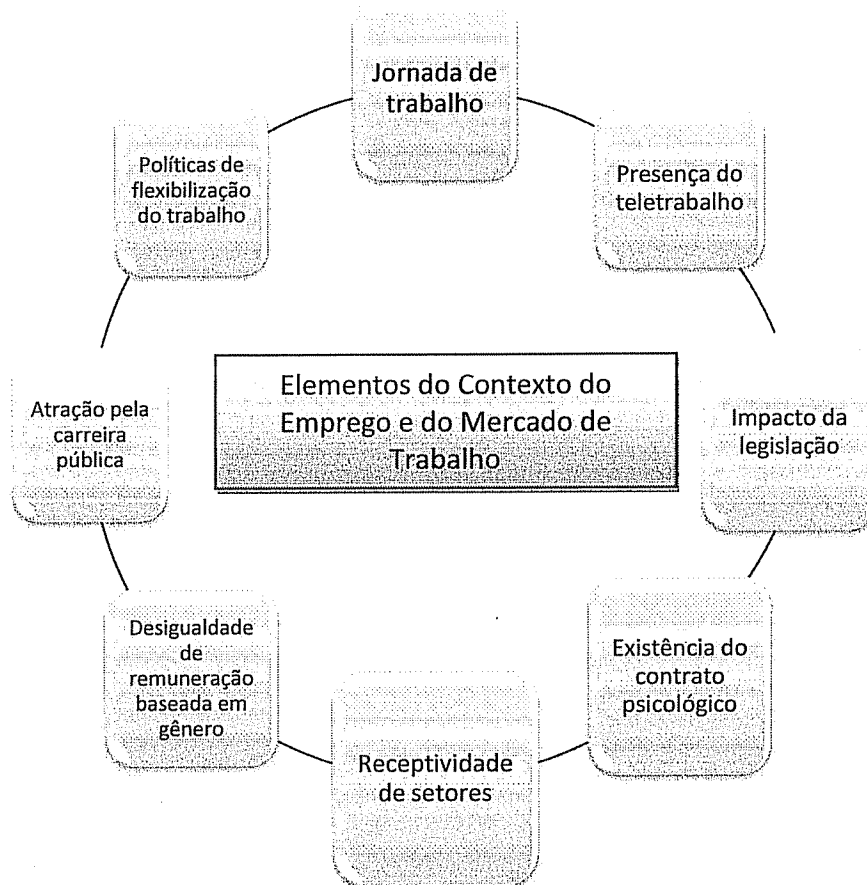 Jornada de
trabalho
Presença do
teletrabalho
Impacto da
legislação
Existência do
contrato
psicológico
Receptividade
de setores
Desigualdade
de
remuneração
baseada em
gênero
Atração pela
carreira
pública
Políticas de
flexibilização
do trabalho
Elementos do Contexto do
Emprego e do Mercado de
Trabalho